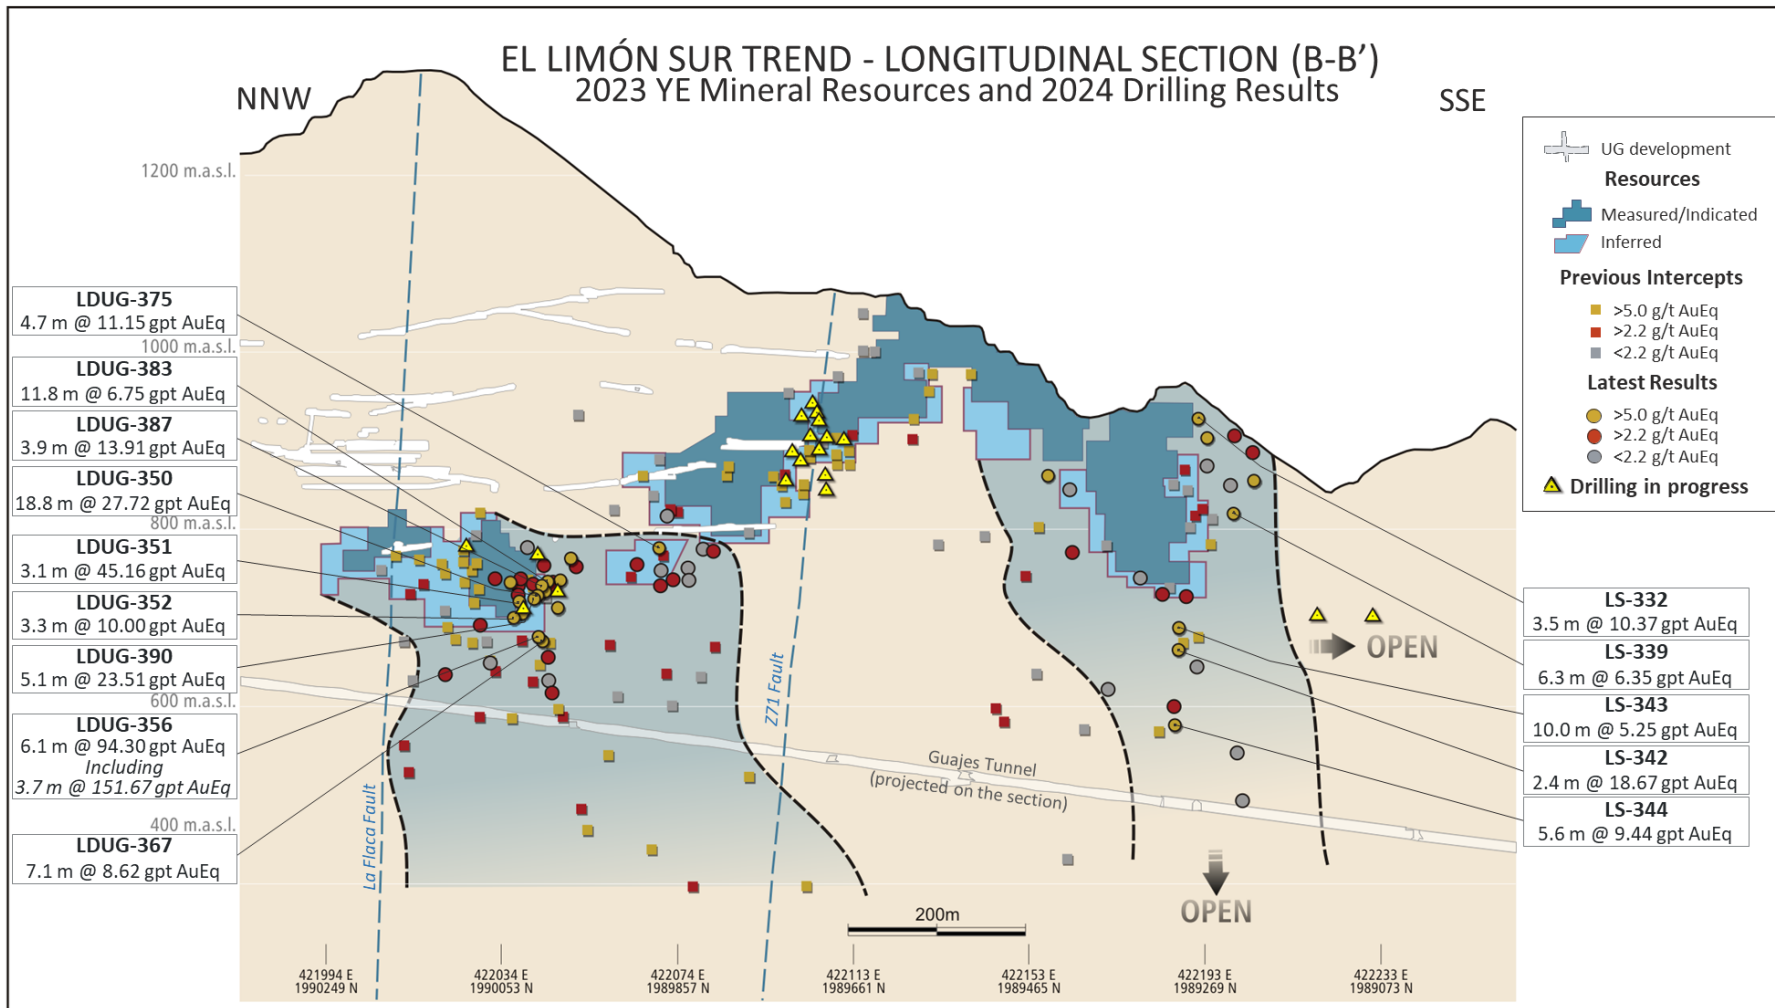 EL LIMÓN SUR TREND - LONGITUDINAL SECTION (B-B’)
2023 YE Mineral Resources and 2024 Drilling Results
NNW
SSE
1200 m.a.s.l.
1000 m.a.s.l.
800 m.a.s.l.
600 m.a.s.l.
400 m.a.s.l.
LDUG-375
4.7 m @ 11.15 gpt AuEq
LDUG-383
11.8 m @ 6.75 gpt AuEq
LDUG-387
3.9 m @ 13.91 gpt AuEq
LDUG-350
18.8 m @ 27.72 gpt AuEq
LDUG-351
3.1 m @ 45.16 gpt AuEq
LDUG-352
3.3 m @ 10.00 gpt AuEq
LDUG-390
5.1 m @ 23.51 gpt AuEq
LDUG-356
6.1 m @ 94.30 gpt AuEq
Including
3.7 m @ 151.67 gpt AuEq
LDUG-367
7.1 m @ 8.62 gpt AuEq
La Flaca Fault
Z71 Fault
Guajes Tunnel
(projected on the section)
OPEN
OPEN
UG development
Resources
Measured/Indicated
Inferred
Previous Intercepts
>5.0 g/t AuEq
>2.2 g/t AuEq
<2.2 g/t AuEq
Latest Results
>5.0 g/t AuEq
>2.2 g/t AuEq
<2.2 g/t AuEq
Drilling in progress
LS-332
3.5 m @ 10.37 gpt AuEq
LS-339
6.3 m @ 6.35 gpt AuEq
LS-343
10.0 m @ 5.25 gpt AuEq
LS-342
2.4 m @ 18.67 gpt AuEq
LS-344
5.6 m @ 9.44 gpt AuEq
200m
421994 E
1990249 N
422034 E
1990053 N
422074 E
1989857 N
422113 E
1989661 N
422153 E
1989465 N
422193 E
1989269 N
422233 E
1989073 N